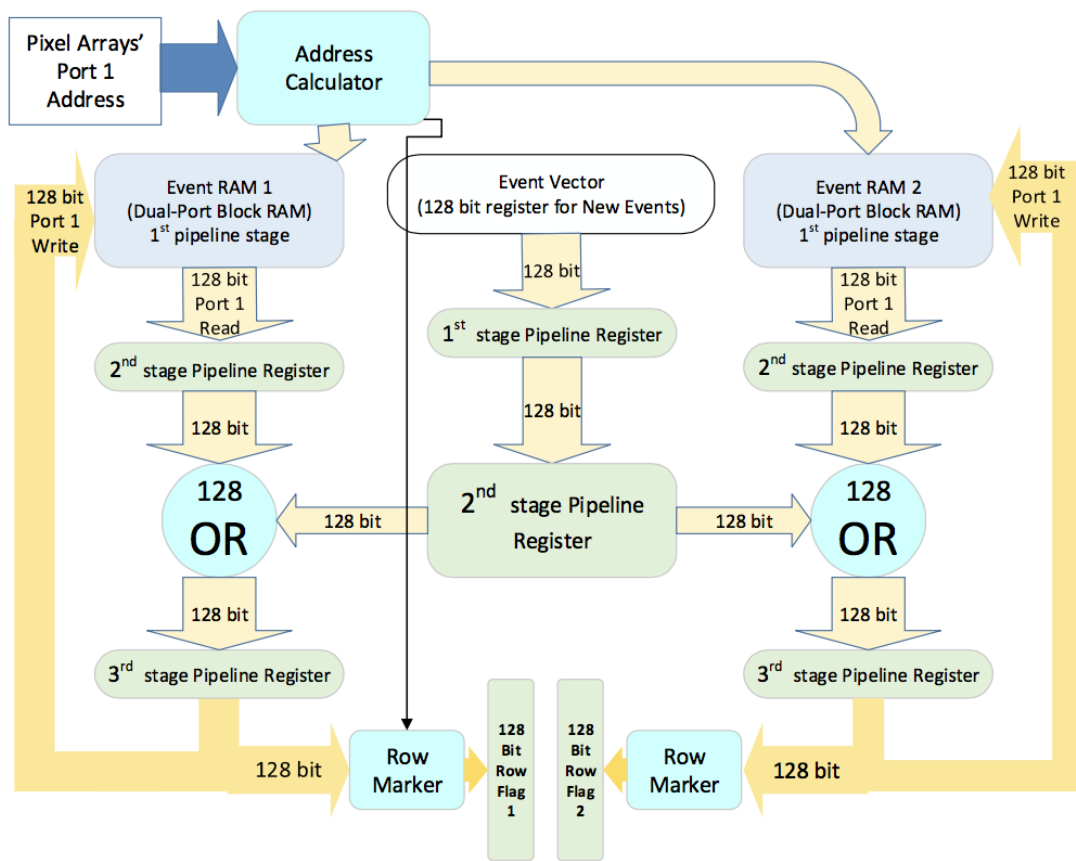 Pixel Arrays'
Port 1
Address
Address
Calculator
128 bit
Port 1
Write
Event RAM 1
(Dual-Port Block RAM)
1st pipeline stage
Event Vector
(128 bit register for New Events)
Event RAM 2
(Dual-Port Block RAM)
1st pipeline stage
128 bit
Port 1
Write
128 bit
Port 1
Read
128 bit
128 bit
Port 1
Read
1st stage Pipeline Register
2nd stage Pipeline Register
2nd stage Pipeline Register
128 bit
128 bit
128 bit
128
OR
128 bit
2nd stage Pipeline
Register
128 bit
128
OR
128 bit
128 bit
3rd stage Pipeline Register
3rd stage Pipeline Register
128 bit
Row
Marker
128
Bit
Row
Flag
1
128
Bit
Row
Flag
2
Row
Marker
128 bit